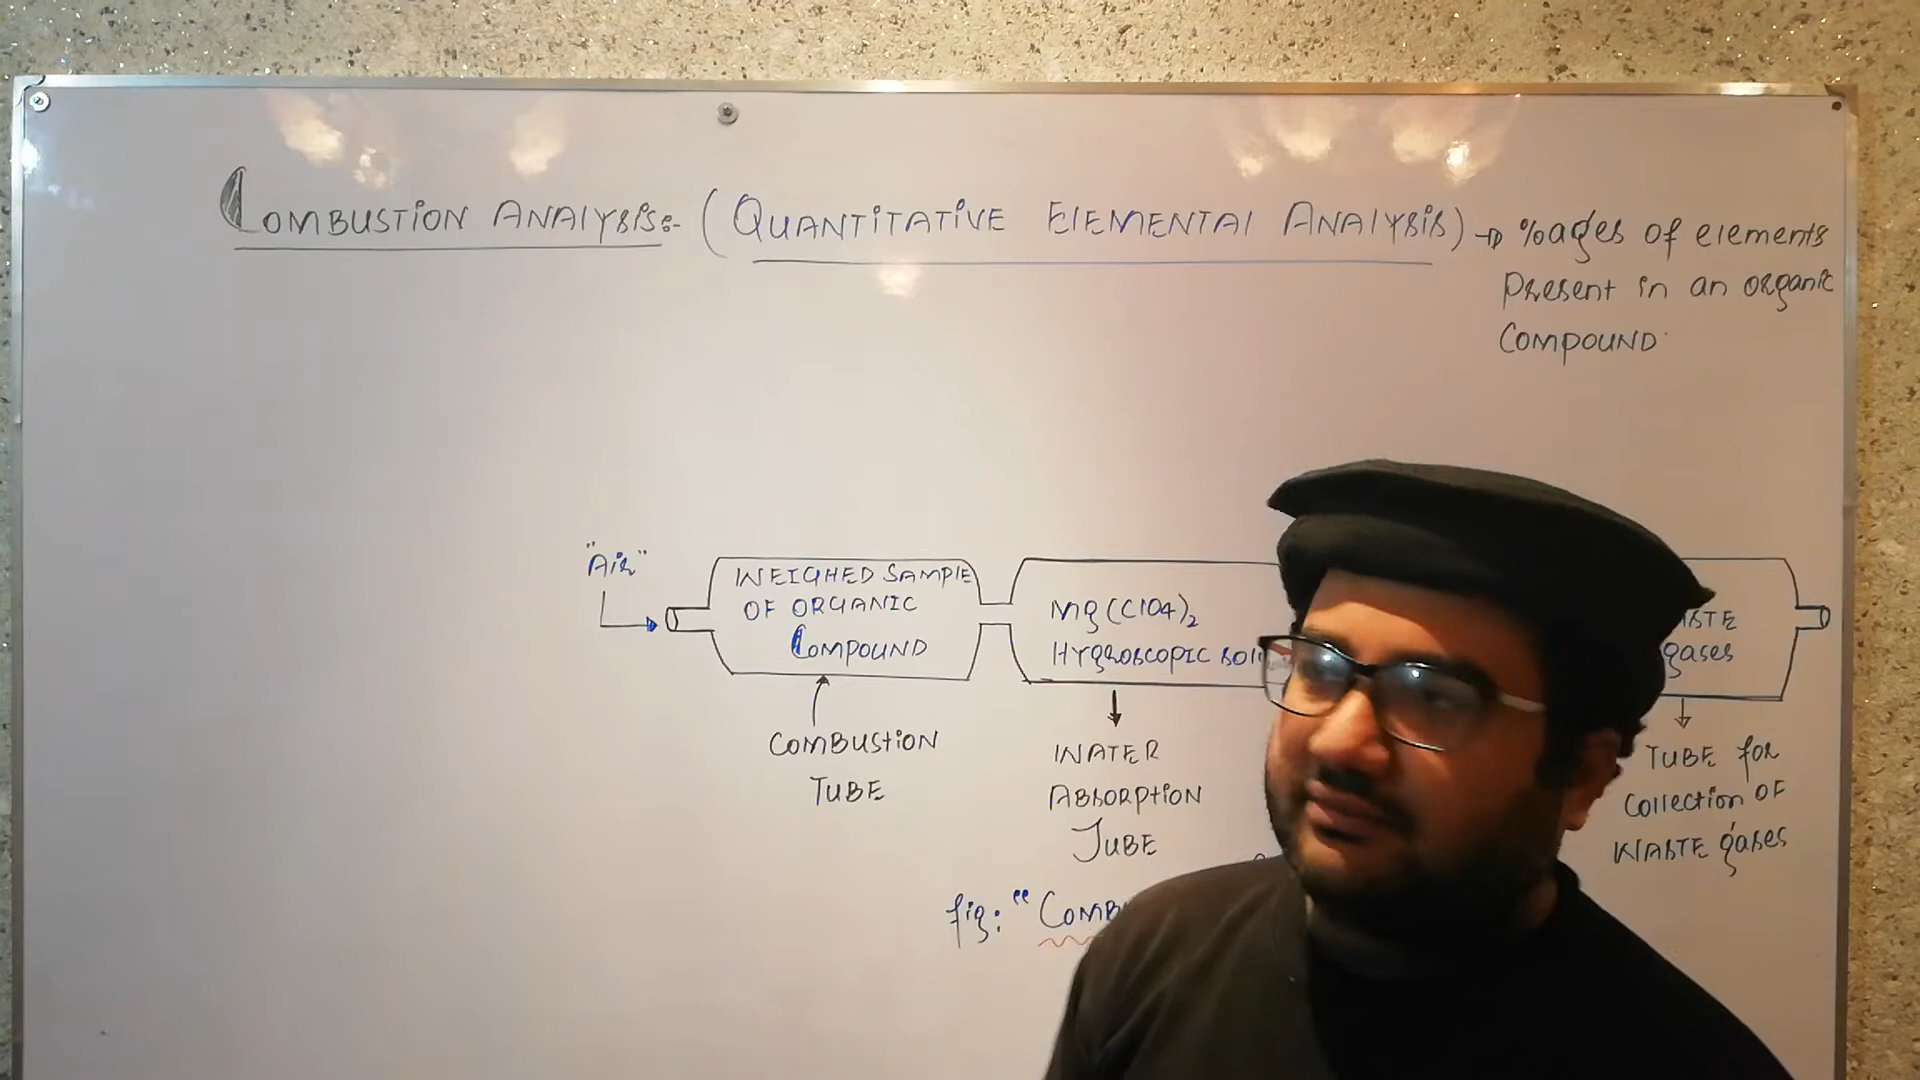 COMBUSTION ANALYSIS:- (QUANTITATIVE ELEMENTAL ANALYSIS) → %ages of elements
Present in an organic
COMPOUND
"Air"
WEIGHED SAMPLE
OF ORGANIC
COMPOUND
Mg(ClO4)2
HYGROSCOPIC
gases
COMBUSTION
TUBE
WATER
ABSORPTION
TUBE
TUBE for
Collection OF
WASTE gases
fig: "